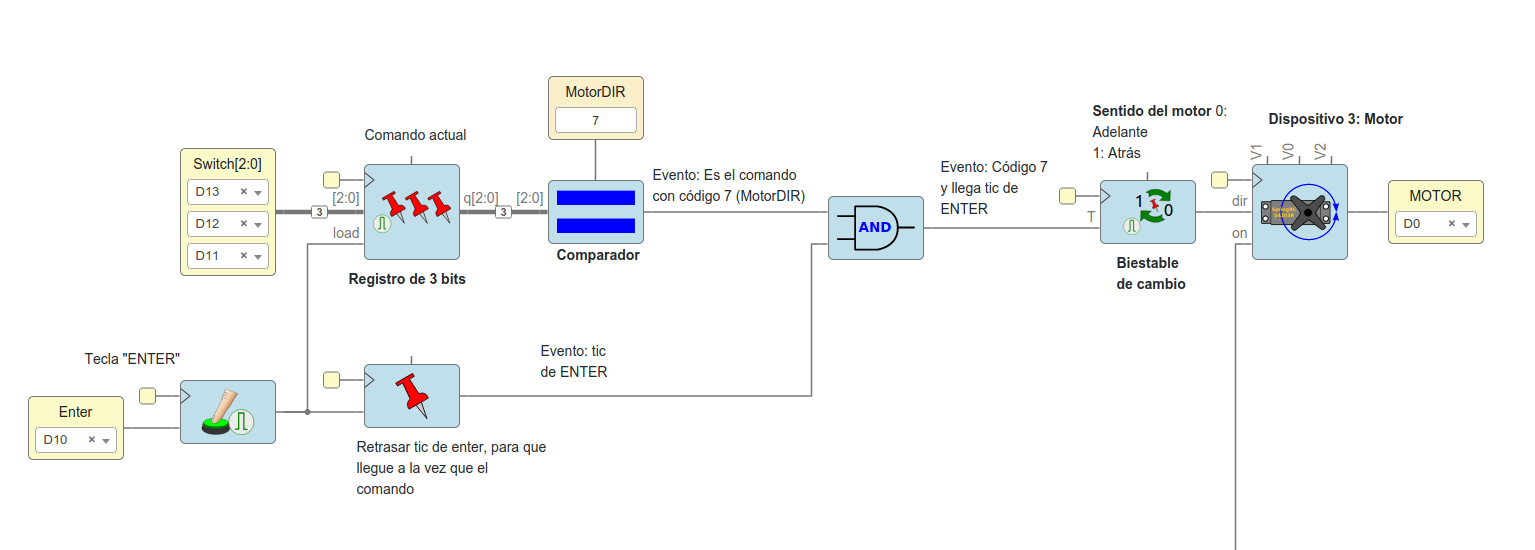 MotorDIR
7
Comando actual
Switch[2:0]
D13
D12
D11
3
[2:0]
load
q[2:0]
3
[2:0]
Registro de 3 bits
Comparador
Evento: Es el comando
con código 7 (MotorDIR)
AND
Evento: Código 7
y llega tic de
ENTER
Sentido del motor 0:
Adelante
1: Atrás
T
1
0
Biestable
de cambio
Dispositivo 3: Motor
V1
V0
V2
dir
on
MOTOR
D0
Tecla "ENTER"
Enter
D10
Evento: tic
de ENTER
Retrasar tic de enter, para que
llegue a la vez que el
comando